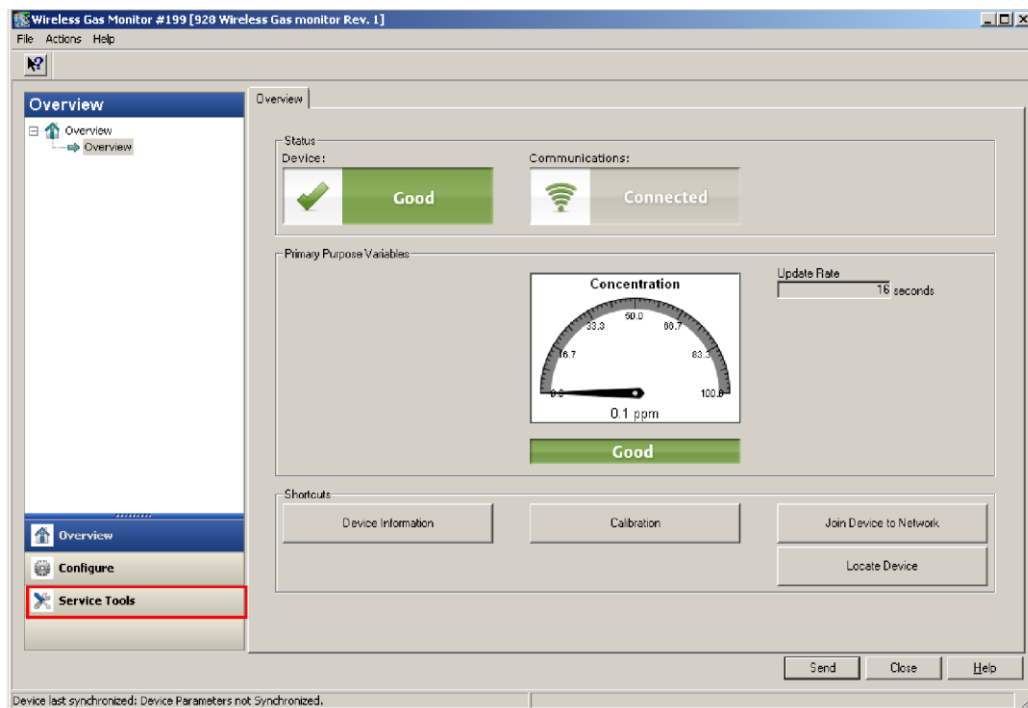 Wireless Gas Monitor #199 [928 Wireless Gas monitor Rev. 1]
File Actions Help
Overview
Overview
Overview
Overview
Status
Device:
Communications:
Good
Connected
Primary Purpose Variables
Concentration
0.0
16.7
33.3
50.0
66.7
83.3
100.0
0.1 ppm
Good
Update Rate
16 seconds
Shortcuts
Device Information
Calibration
Join Device to Network
Locate Device
Overview
Configure
Service Tools
Send
Close
Help
Device last synchronized: Device Parameters not Synchronized.